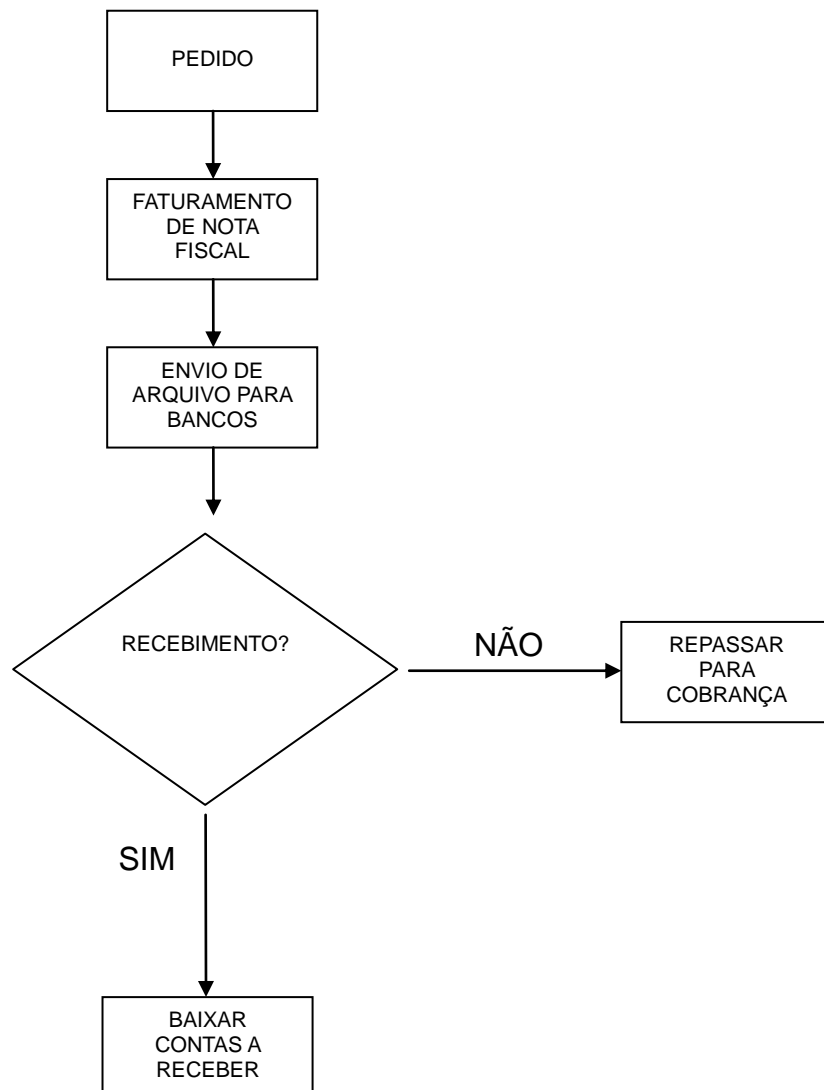 PEDIDO
FATURAMENTO
DE NOTA
FISCAL
ENVIO DE
ARQUIVO PARA
BANCOS
RECEBIMENTO?
NÃO
REPASSAR
PARA
COBRANÇA
SIM
BAIXAR
CONTAS A
RECEBER